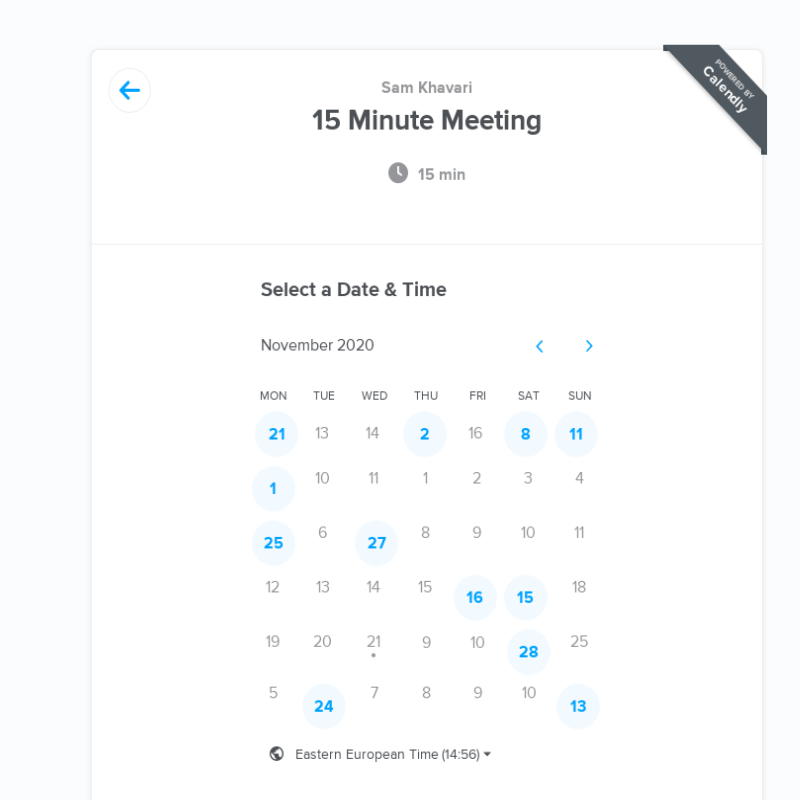 POWERED BY
Calendly
Sam Khavari
15 Minute Meeting
15 min
Select a Date & Time
November 2020
MON TUE WED THU FRI SAT SUN
21 13 14 2 16 8 11
1 10 11 1 2 3 4
25 6 27 8 9 10 11
12 13 14 15 16 15 18
19 20 21 9 10 28 25
5 24 7 8 9 10 13
Eastern European Time (14:56)